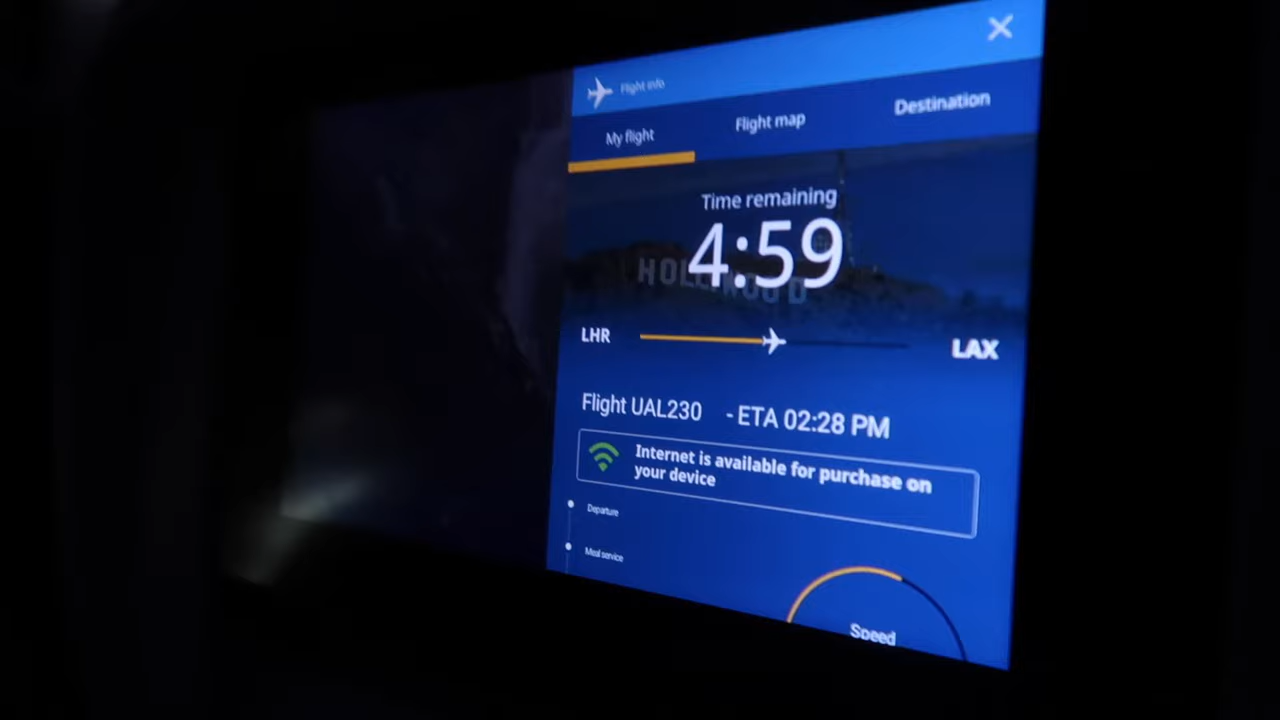 Flight info
My flight
Flight map
Destination
Time remaining
4:59
HOLLYWOOD
LHR
LAX
Flight UAL230 - ETA 02:28 PM
Internet is available for purchase on
your device
Departure
Meal service
Speed